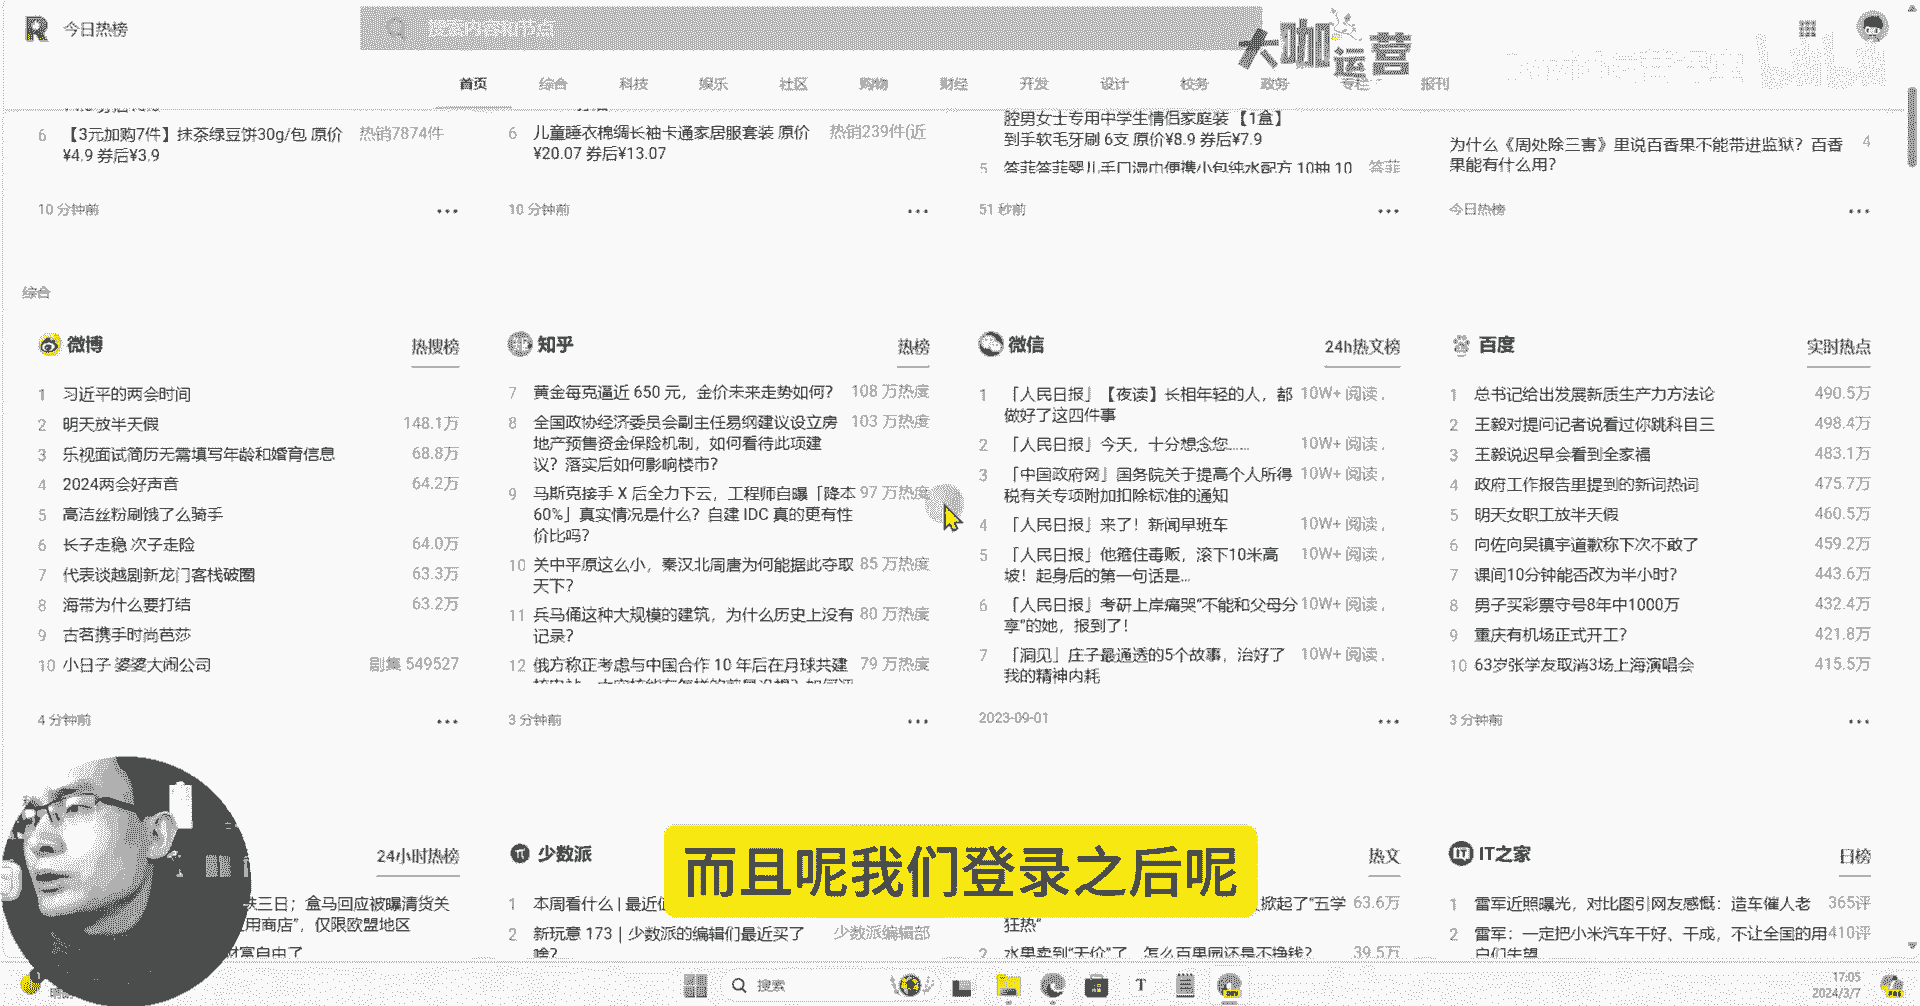 今日热榜
搜索内容和节点
大咖运营
首页 综合 科技 娱乐 社区 购物 财经 开发 设计 校务 政务 专栏 报刊
6 【3元加购7件】抹茶绿豆饼30g/包 原价 热销7874件
¥4.9 券后¥3.9
10 分钟前
6 儿童睡衣棉绸长袖卡通家居服套装 原价 热销239件(近
¥20.07 券后¥13.07
10 分钟前
腔男女士专用中学生情侣家庭装 【1盒】
到手软毛牙刷 6支 原价¥8.9 券后¥7.9
5 答菲答菲婴儿手口湿巾便携小包纯水配方 10抽 10 答菲
51 秒前
为什么《周处除三害》里说百香果不能带进监狱？百香 4
果能有什么用？
今日热榜
综合
微博 热搜榜
1 习近平的两会时间
2 明天放半天假 148.1万
3 乐视面试简历无需填写年龄和婚育信息 68.8万
4 2024两会好声音 64.2万
5 高洁丝粉刷饿了么骑手
6 长子走稳 次子走险 64.0万
7 代表谈越剧新龙门客栈破圈 63.3万
8 海带为什么要打结 63.2万
9 古茗携手时尚芭莎
10 小日子 婆婆大闹公司 剧集 549527
4 分钟前
知乎 热榜
7 黄金每克逼近 650 元，金价未来走势如何？ 108 万热度
8 全国政协经济委员会副主任易纲建议设立房 103 万热度
地产预售资金保险机制，如何看待此项建
议？落实后如何影响楼市？
9 马斯克接手 X 后全力下云，工程师自曝「降本 97 万热度
60%」真实情况是什么？自建 IDC 真的更有性
价比吗？
10 关中平原这么小，秦汉北周唐为何能据此夺取 85 万热度
天下？
11 兵马俑这种大规模的建筑，为什么历史上没有 80 万热度
记录？
12 俄方称正考虑与中国合作 10 年后在月球共建 79 万热度
3 分钟前
微信 24h热文榜
1 「人民日报」【夜读】长相年轻的人，都 10W+ 阅读 ,
做好了这四件事
2 「人民日报」今天，十分想念您…… 10W+ 阅读 ,
3 「中国政府网」国务院关于提高个人所得 10W+ 阅读 ,
税有关专项附加扣除标准的通知
4 「人民日报」来了！新闻早班车 10W+ 阅读 ,
5 「人民日报」他箍住毒贩，滚下10米高 10W+ 阅读 ,
坡！起身后的第一句话是...
6 「人民日报」考研上岸痛哭“不能和父母分 10W+ 阅读 ,
享”的她，报到了！
7 「洞见」庄子最通透的5个故事，治好了 10W+ 阅读 ,
我的精神内耗
2023-09-01
百度 实时热点
1 总书记给出发展新质生产力方法论 490.5万
2 王毅对提问记者说看过你跳科目三 498.4万
3 王毅说迟早会看到全家福 483.1万
4 政府工作报告里提到的新词热词 475.7万
5 明天女职工放半天假 460.5万
6 向佐向吴镇宇道歉称下次不敢了 459.2万
7 课间10分钟能否改为半小时？ 443.6万
8 男子买彩票守号8年中1000万 432.4万
9 重庆有机场正式开工？ 421.8万
10 63岁张学友取消3场上海演唱会 415.5万
3 分钟前
24小时热榜
三日；盒马回应被曝清货关
用商店”，仅限欧盟地区
财富自由了
少数派 热文
1 本周看什么 | 最近值
2 新玩意 173｜少数派的编辑们最近买了 少数派编辑部
啥？
掀起了“五学 63.6万
狂热”
2 水果卖到“天价”了，怎么百果园还是不挣钱？ 39.5万
IT之家 日榜
1 雷军近照曝光，对比图引网友感慨：造车催人老 365评
2 雷军：一定把小米汽车干好、干成，不让全国的用 410评
户们失望
而且呢我们登录之后呢
搜索
17:05
2024/3/7